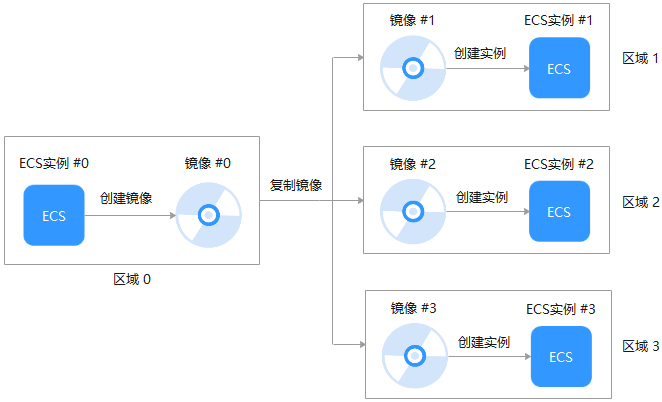 ECS实例 #0
镜像 #0
ECS
创建镜像
区域 0
复制镜像
镜像 #1
ECS实例 #1
创建实例
ECS
区域 1
镜像 #2
ECS实例 #2
创建实例
ECS
区域 2
镜像 #3
ECS实例 #3
创建实例
ECS
区域 3